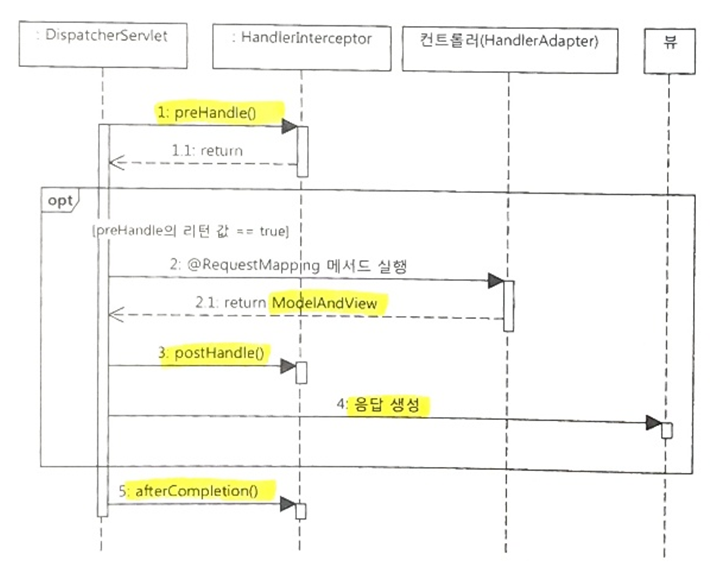 : DispatcherServlet
: HandlerInterceptor
컨트롤러(HandlerAdapter)
뷰
1: preHandle()
1.1: return
opt
[preHandle의 리턴 값 == true]
2: @RequestMapping 메서드 실행
2.1: return ModelAndView
3: postHandle()
4: 응답 생성
5: afterCompletion()